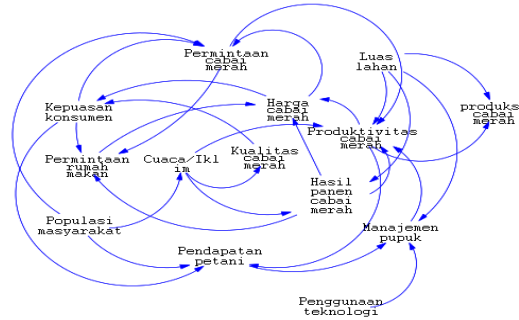 Permintaan
cabai
merah
Luas
lahan
Kepuasan
konsumen
Harga
cabai
merah
produks
cabai
merah
Produktivitas
cabai
merah
Permintaan
rumah
makan
Cuaca/Ikl
im
Kualitas
cabai
merah
Hasil
panen
cabai
merah
Populasi
masyarakat
Manajemen
pupuk
Pendapatan
petani
Penggunaan
teknologi